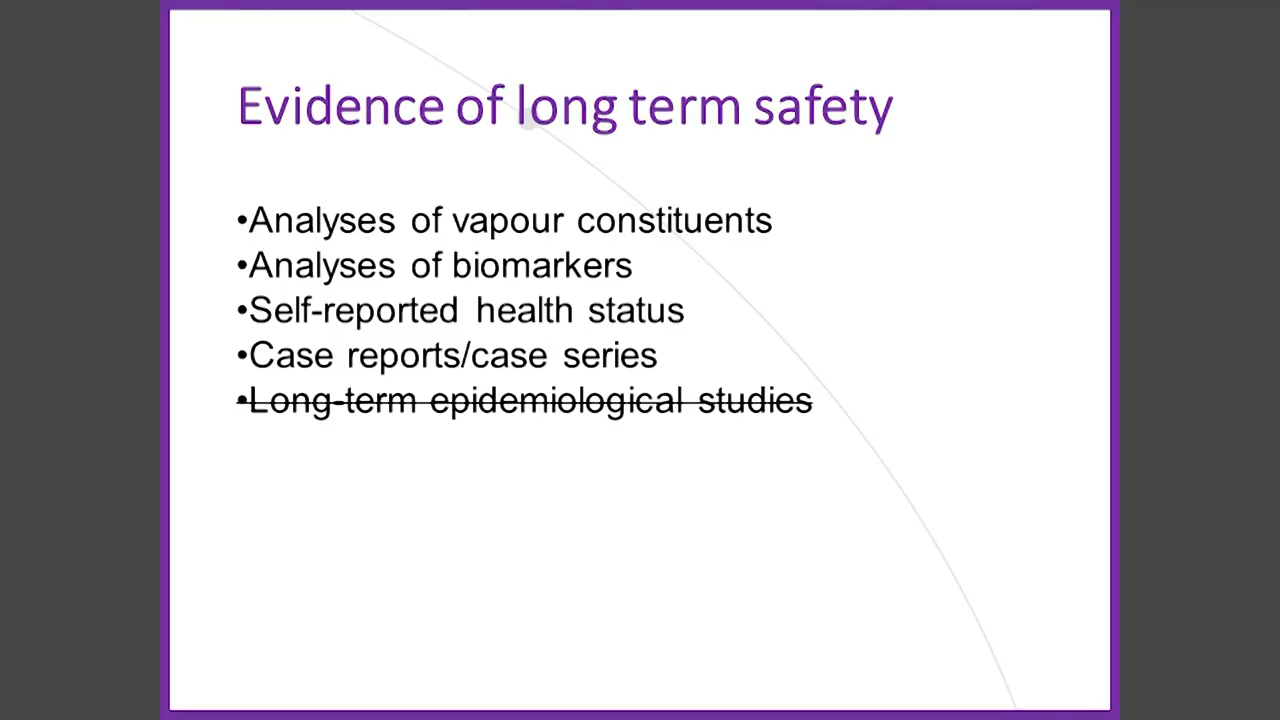 Evidence of long term safety
•Analyses of vapour constituents
•Analyses of biomarkers
•Self-reported health status
•Case reports/case series
•Long-term epidemiological studies